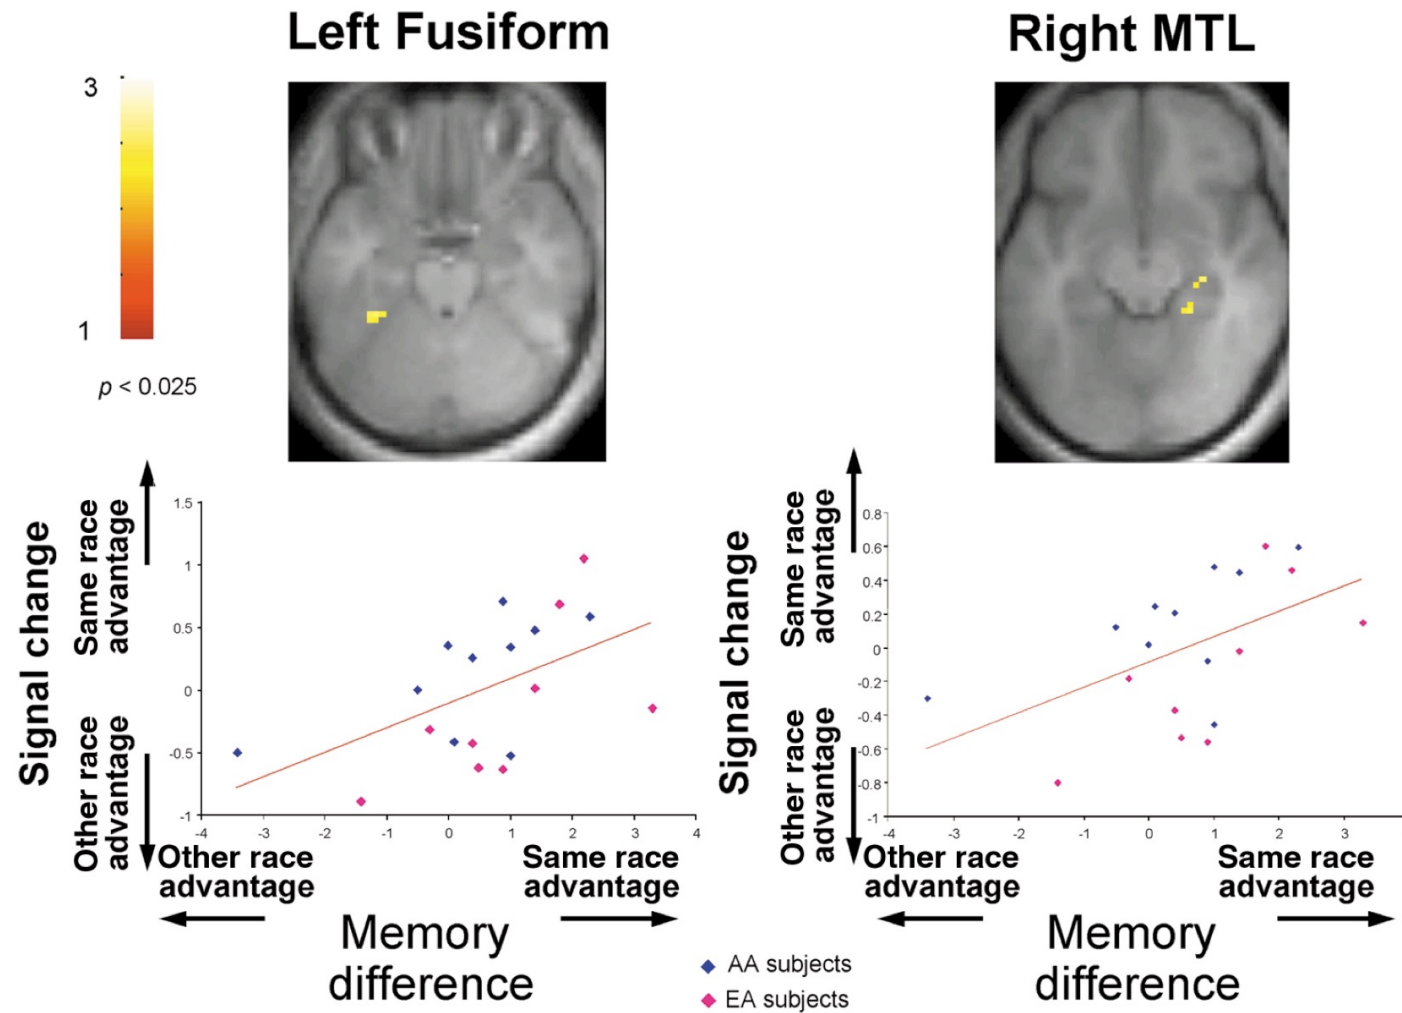 Left Fusiform
Right MTL
3
1
p < 0.025
Signal change
Same race
advantage
Other race
advantage
1.5
1
0.5
0
-0.5
-1
-4
-3
-2
-1
0
1
2
3
4
Other race
advantage
Same race
advantage
Memory
difference
Signal change
Same race
advantage
Other race
advantage
0.8
0.6
0.4
0.2
0
-0.2
-0.4
-0.6
-0.8
-1
-4
-3
-2
-1
0
1
2
3
Other race
advantage
Same race
advantage
Memory
difference
AA subjects
EA subjects